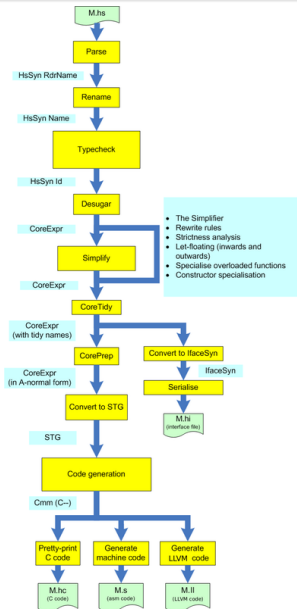 M.hs
Parse
HsSyn RdrName
Rename
HsSyn Name
Typecheck
HsSyn Id
Desugar
CoreExpr
• The Simplifier
• Rewrite rules
• Strictness analysis
• Let-floating (inwards and
outwards)
• Specialise overloaded functions
• Constructor specialisation
Simplify
CoreExpr
CoreTidy
CoreExpr
(with tidy names)
CorePrep
Convert to IfaceSyn
CoreExpr
(in A-normal form)
IfaceSyn
Serialise
Convert to STG
M.hi
(interface file)
STG
Code generation
Cmm (C--)
Pretty-print
C code
Generate
machine code
Generate
LLVM code
M.hc
(C code)
M.s
(asm code)
M.ll
(LLVM code)